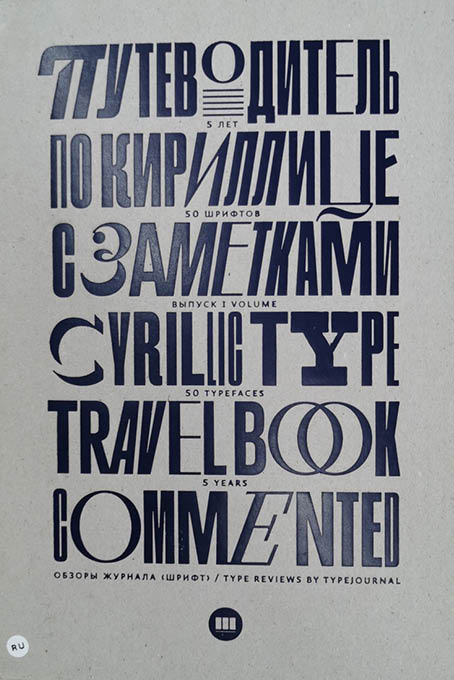 ПУТЕВОДИТЕЛЬ
5 ЛЕТ
ПО КИРИЛЛИЦЕ
50 ШРИФТОВ
С ЗАМЕТКАМИ
ВЫПУСК I VOLUME
CYRILLIC TYPE
50 TYPEFACES
TRAVEL BOOK
5 YEARS
COMMENTED
ОБЗОРЫ ЖУРНАЛА ⟨ШРИФТ⟩ / TYPE REVIEWS BY TYPEJOURNAL
Ш
RU